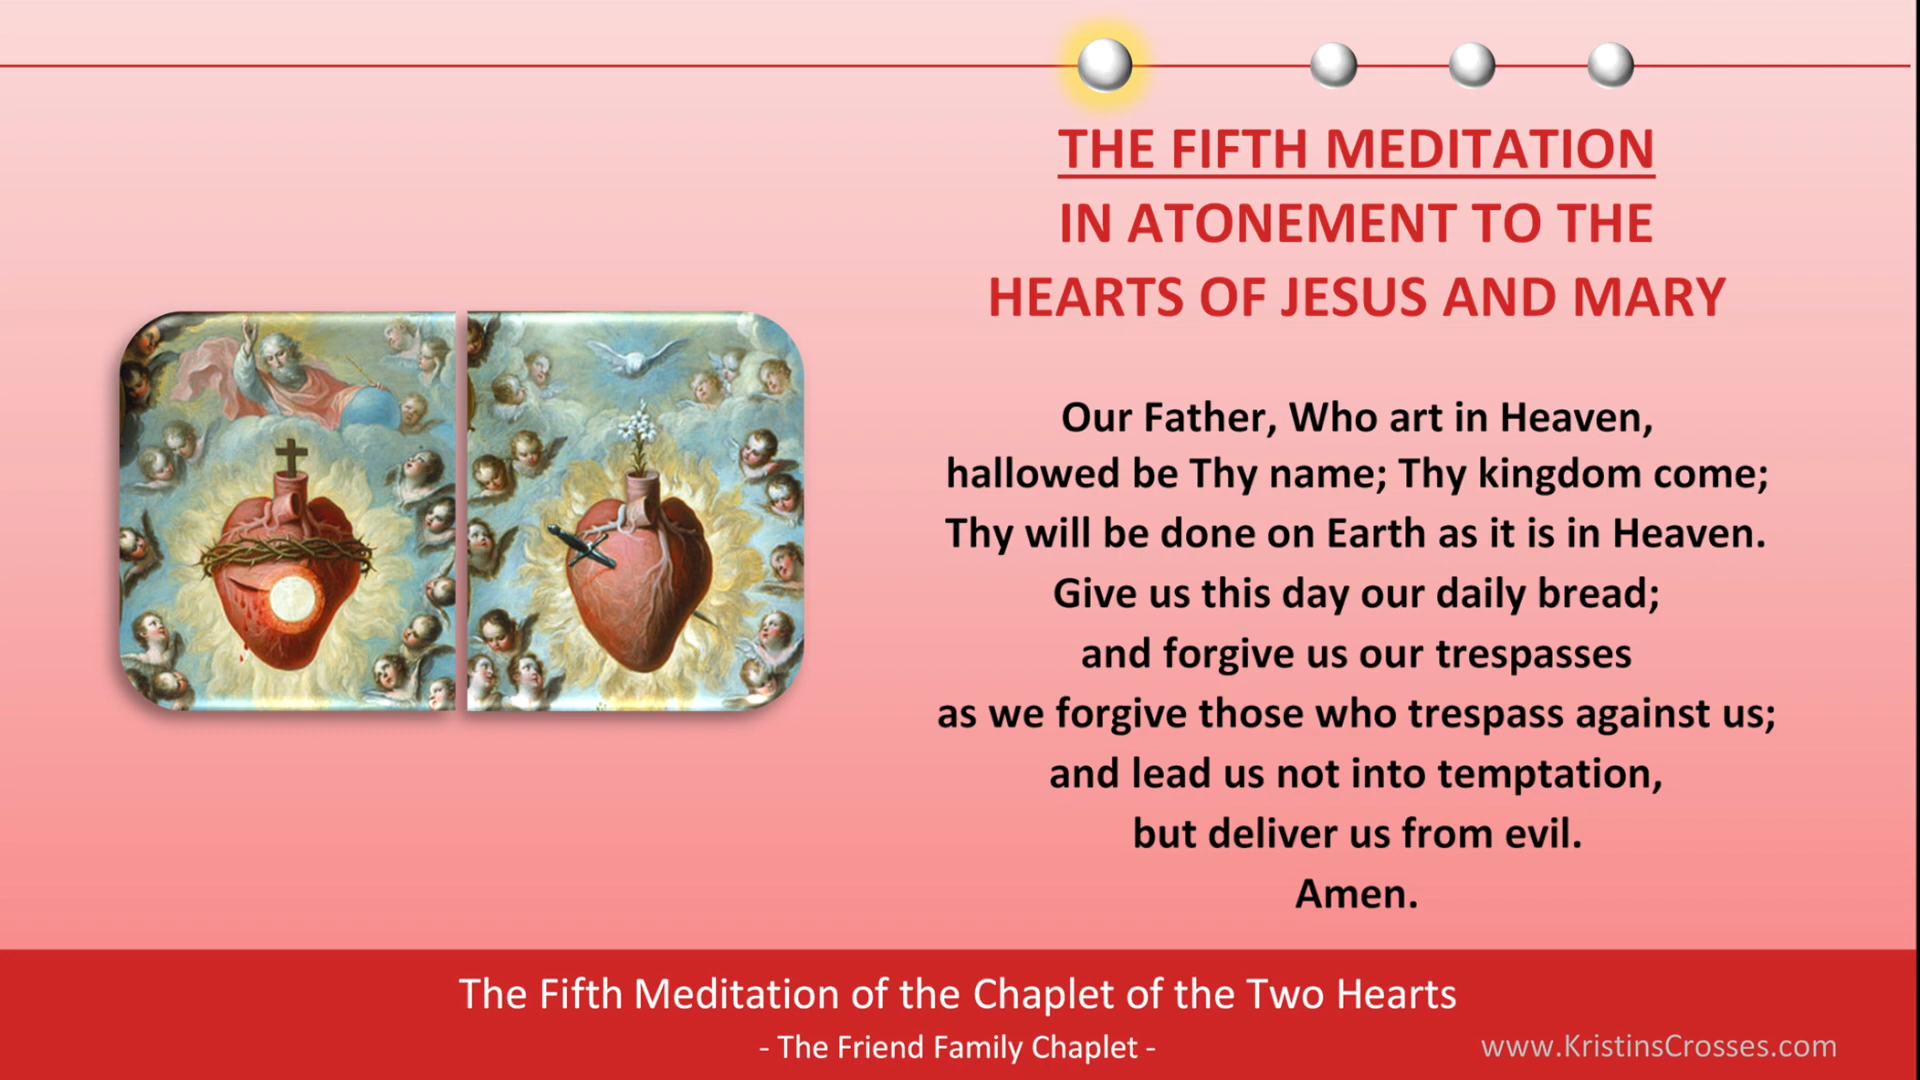 THE FIFTH MEDITATION
IN ATONEMENT TO THE
HEARTS OF JESUS AND MARY
Our Father, Who art in Heaven,
hallowed be Thy name; Thy kingdom come;
Thy will be done on Earth as it is in Heaven.
Give us this day our daily bread;
and forgive us our trespasses
as we forgive those who trespass against us;
and lead us not into temptation,
but deliver us from evil.
Amen.
The Fifth Meditation of the Chaplet of the Two Hearts
- The Friend Family Chaplet -
www.KristinsCrosses.com